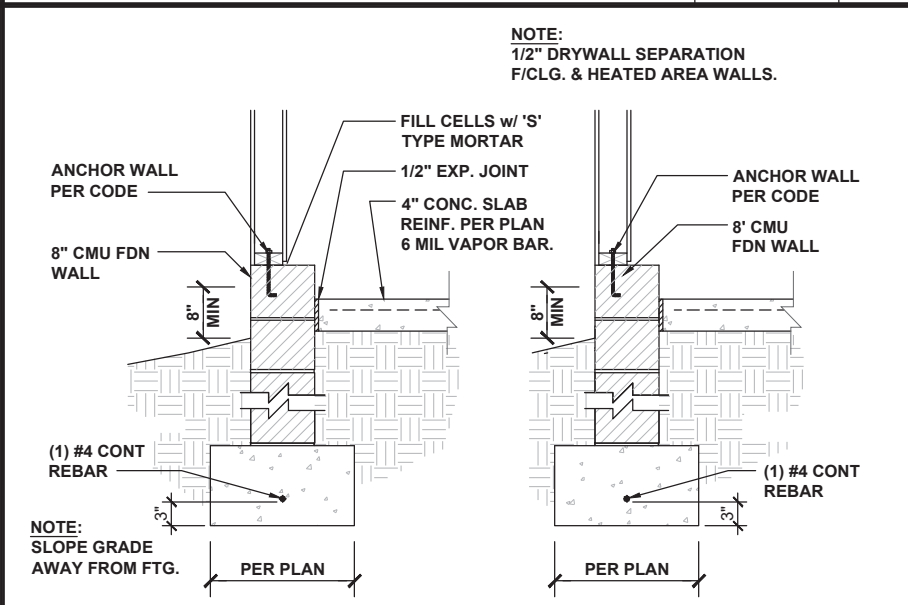 NOTE:
1/2" DRYWALL SEPARATION
F/CLG. & HEATED AREA WALLS.
FILL CELLS w/ 'S'
TYPE MORTAR
1/2" EXP. JOINT
4" CONC. SLAB
REINF. PER PLAN
6 MIL VAPOR BAR.
ANCHOR WALL
PER CODE
8" CMU FDN
WALL
8"
MIN
(1) #4 CONT
REBAR
3"
NOTE:
SLOPE GRADE
AWAY FROM FTG.
PER PLAN
ANCHOR WALL
PER CODE
8' CMU
FDN WALL
8"
MIN
(1) #4 CONT
REBAR
3"
PER PLAN